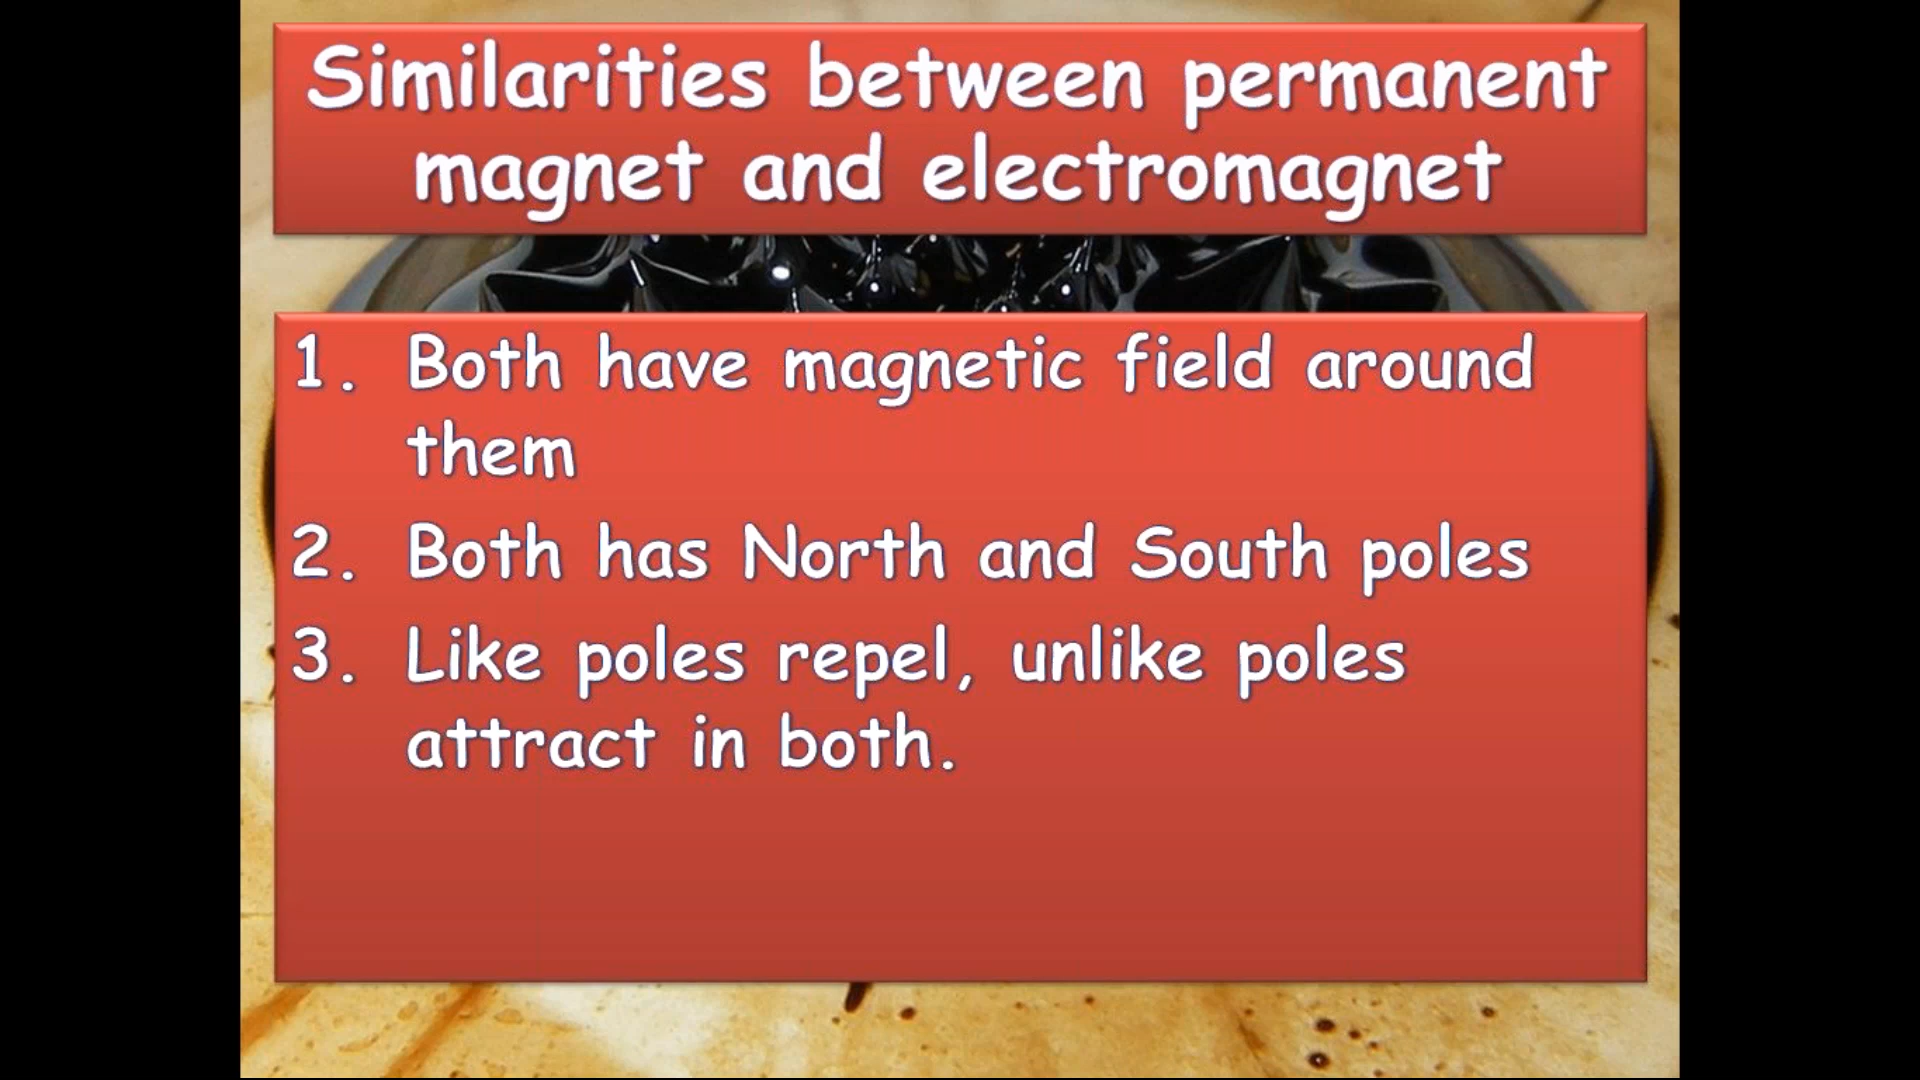 Similarities between permanent
magnet and electromagnet
1. Both have magnetic field around
them
2. Both has North and South poles
3. Like poles repel, unlike poles
attract in both.